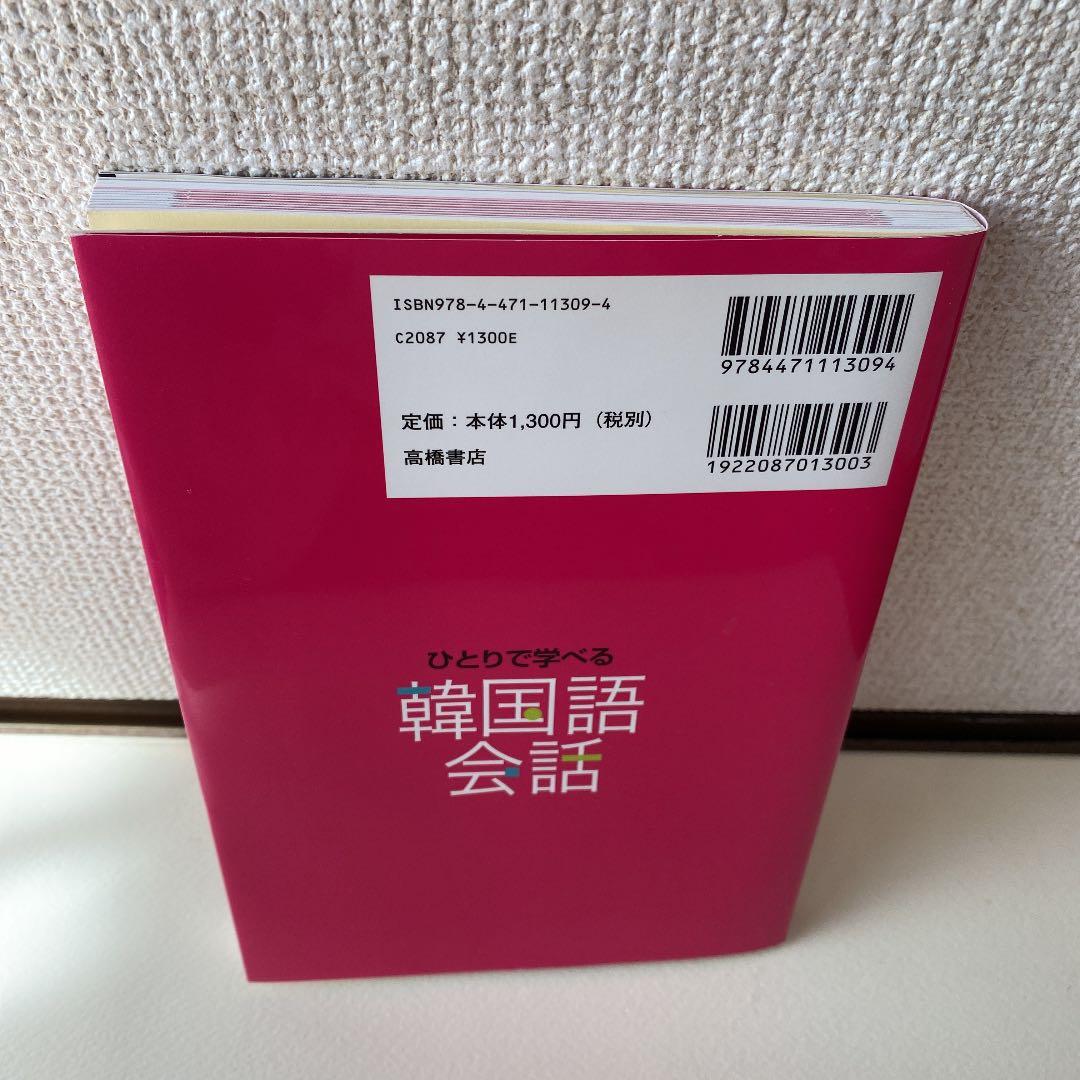 ISBN978-4-471-11309-4
C2087 ¥1300E
9784471113094
定価：本体1,300円（税別）
高橋書店
1922087013003
ひとりで学べる
韓国語
会話